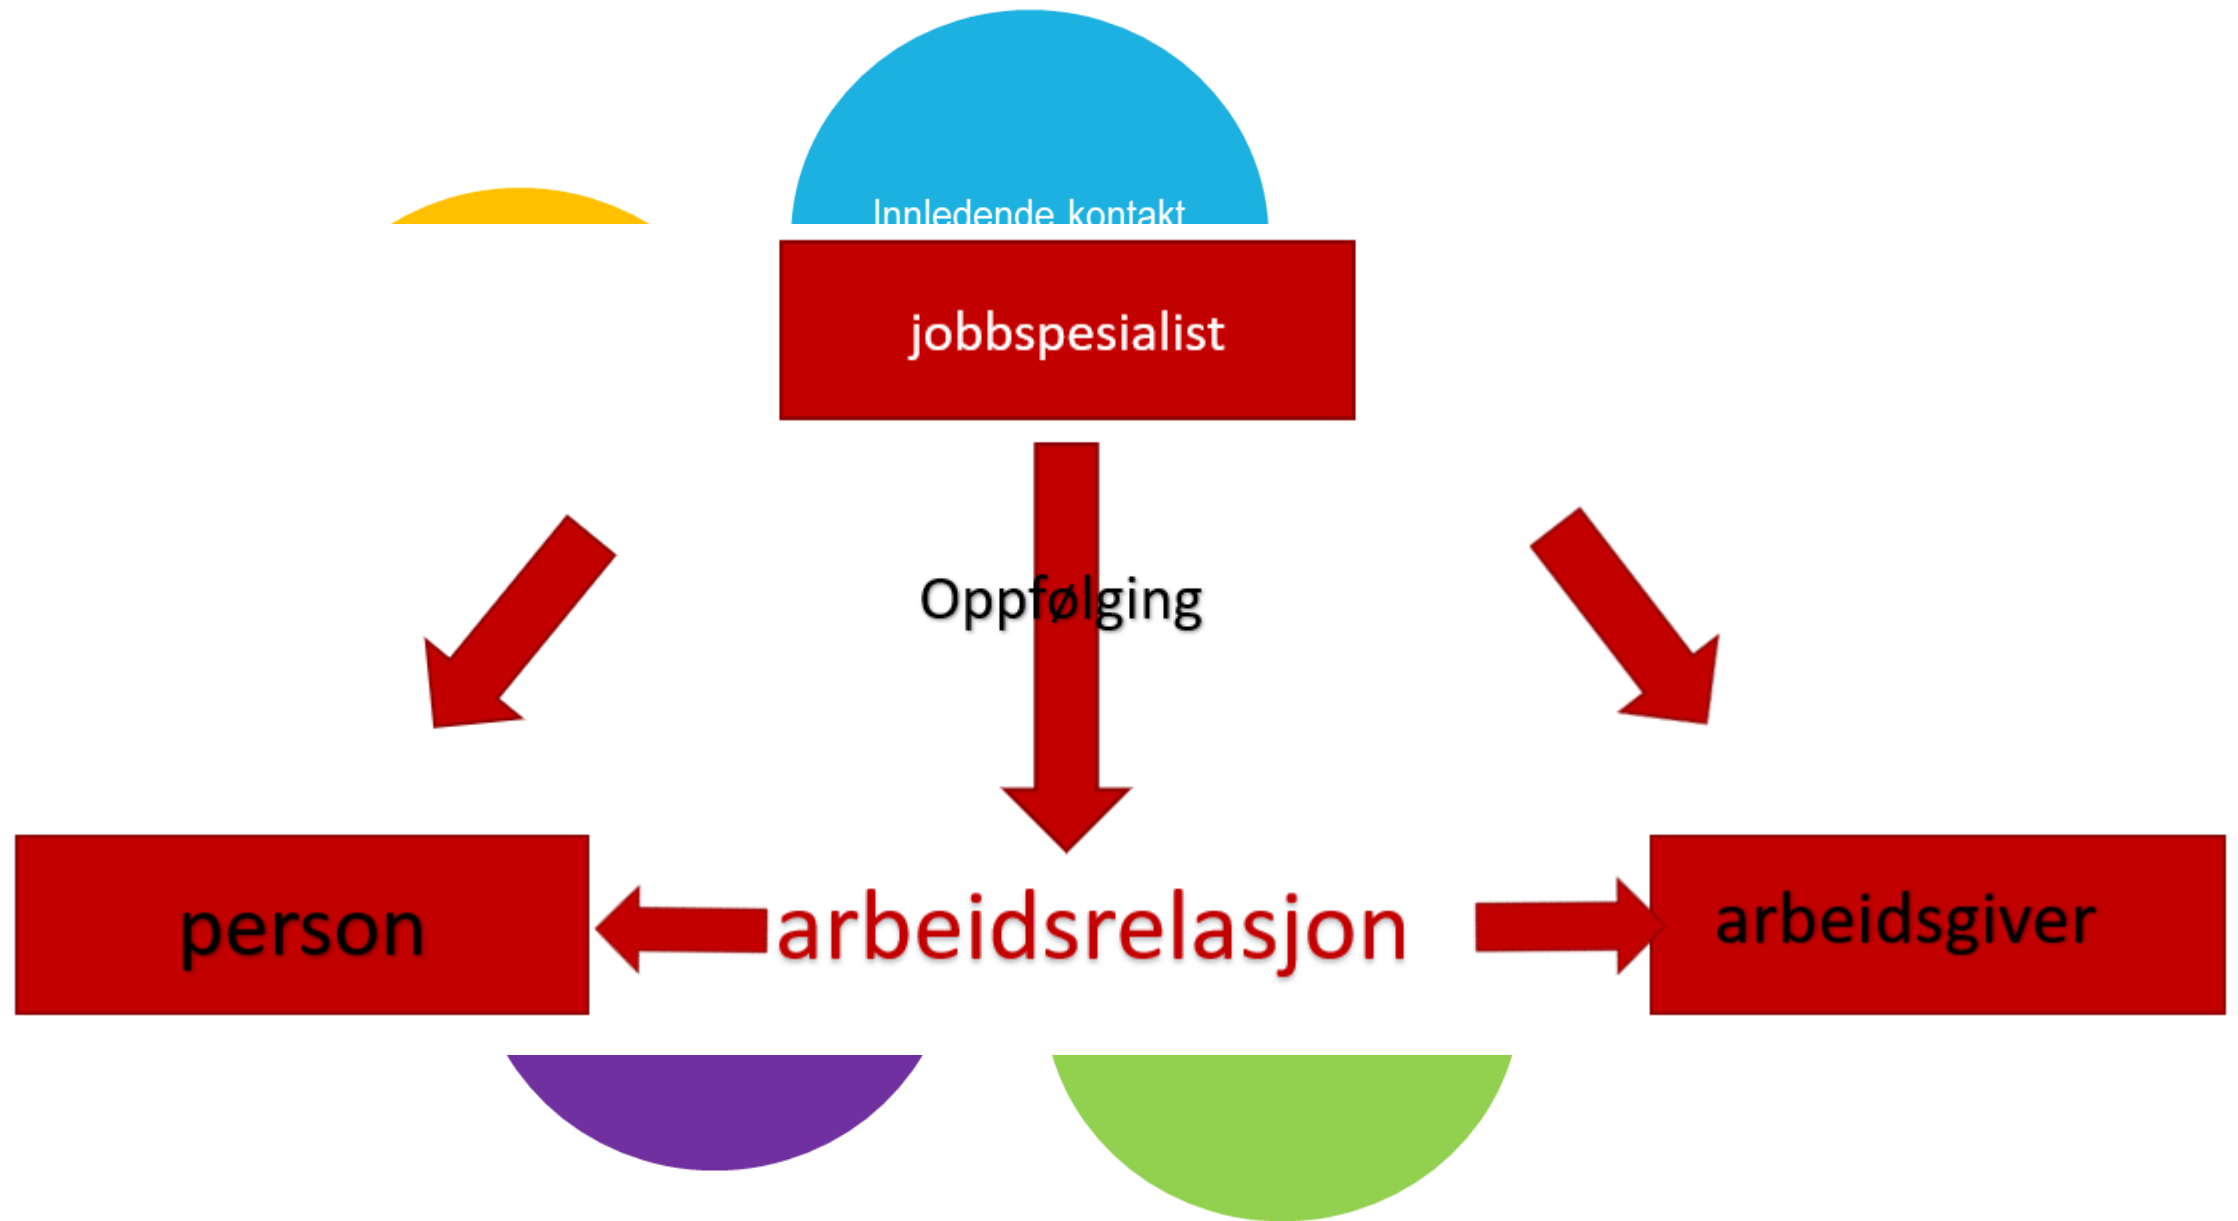 Innledende kontakt
jobbspesialist
Oppfølging
person
arbeidsrelasjon
arbeidsgiver